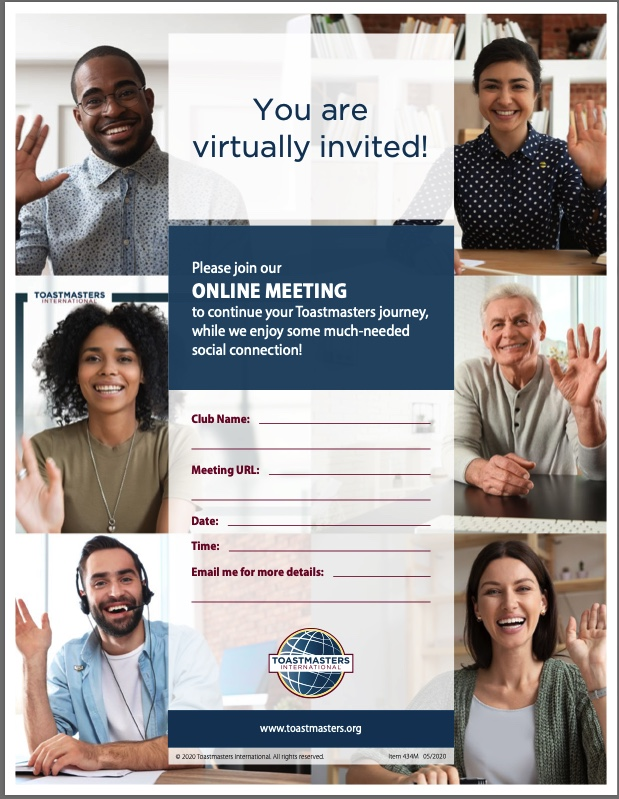 You are
virtually invited!
Please join our
ONLINE MEETING
to continue your Toastmasters journey,
while we enjoy some much-needed
social connection!
TOASTMASTERS
INTERNATIONAL
Club Name:
Meeting URL:
Date:
Time:
Email me for more details:
TOASTMASTERS
INTERNATIONAL
www.toastmasters.org
© 2020 Toastmasters International. All rights reserved. Item 434M 05/2020